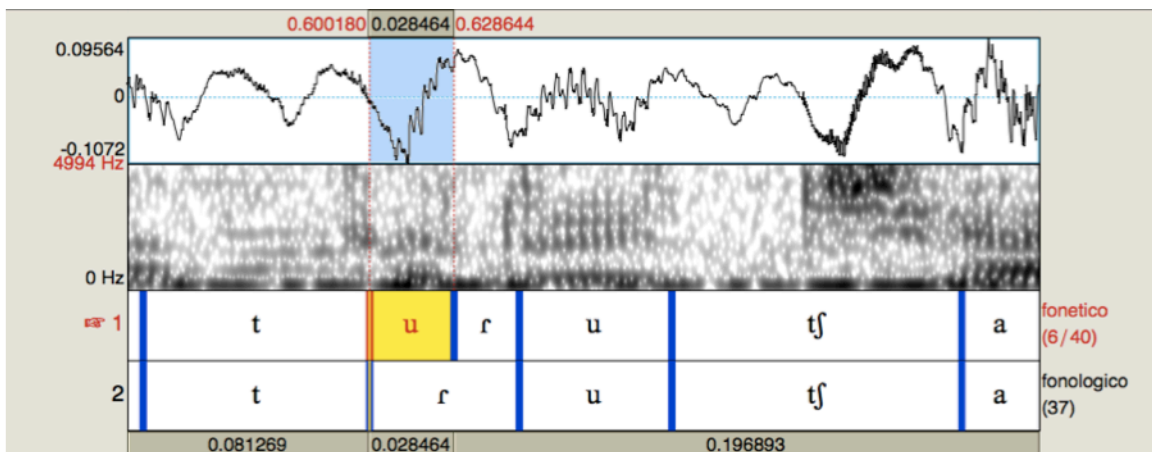 0.600180 0.028464 0.628644
0.09564
0
-0.1072
4994 Hz
0 Hz
☞ 1 t u ɾ u tʃ a fonetico
(6/40)
2 t ɾ u tʃ a fonologico
(37)
0.081269 0.028464 0.196893